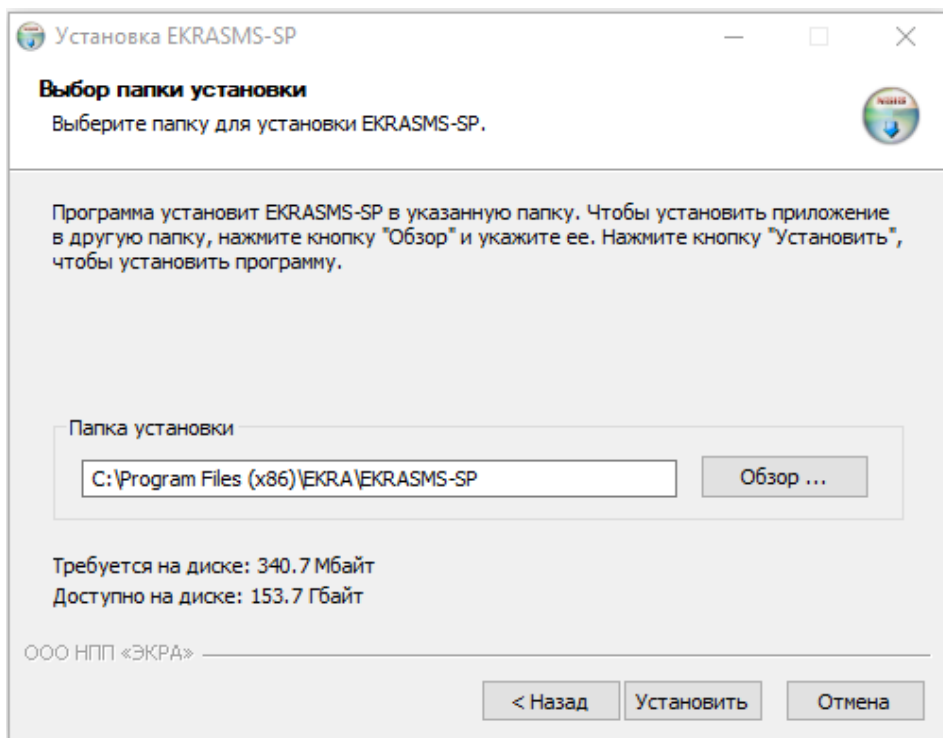 Установка EKRASMS-SP
Выбор папки установки
Выберите папку для установки EKRASMS-SP.
Программа установит EKRASMS-SP в указанную папку. Чтобы установить приложение
в другую папку, нажмите кнопку "Обзор" и укажите ее. Нажмите кнопку "Установить",
чтобы установить программу.
Папка установки
C:\Program Files (x86)\EKRA\EKRASMS-SP
Обзор ...
Требуется на диске: 340.7 Мбайт
Доступно на диске: 153.7 Гбайт
ООО НПП «ЭКРА»
< Назад
Установить
Отмена